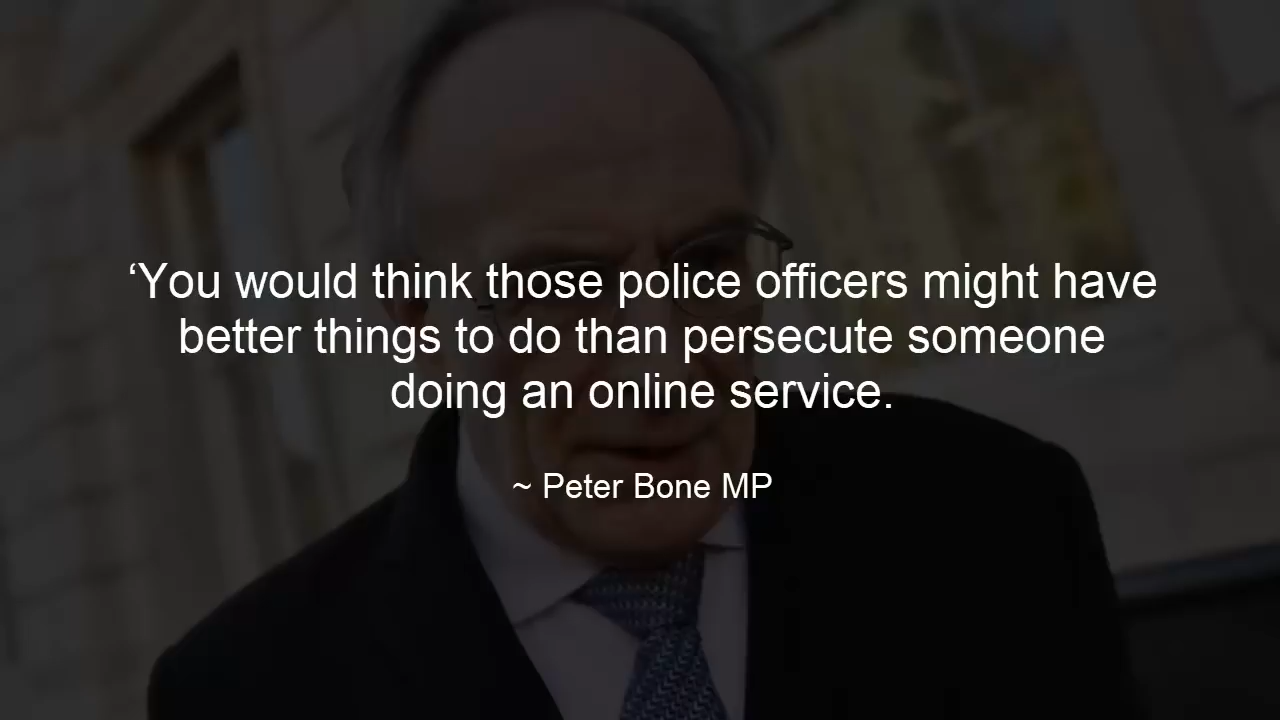 ‘You would think those police officers might have
better things to do than persecute someone
doing an online service.
~ Peter Bone MP